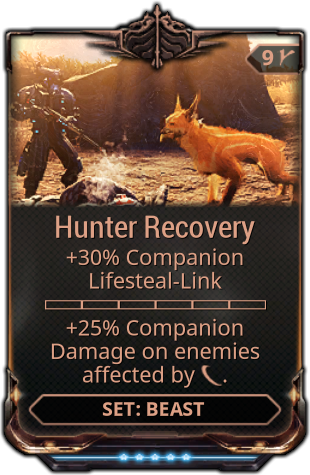 9
Hunter Recovery
+30% Companion
Lifesteal-Link
+25% Companion
Damage on enemies
affected by .
SET: BEAST